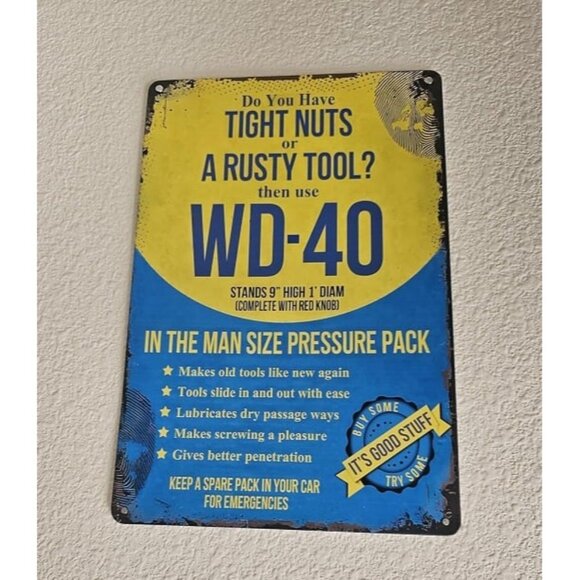 Do You Have
TIGHT NUTS
or
A RUSTY TOOL?
then use
WD-40
STANDS 9" HIGH 1' DIAM
(COMPLETE WITH RED KNOB)
IN THE MAN SIZE PRESSURE PACK
Makes old tools like new again
Tools slide in and out with ease
Lubricates dry passage ways
Makes screwing a pleasure
Gives better penetration
BUY SOME
IT'S GOOD STUFF
TRY SOME
KEEP A SPARE PACK IN YOUR CAR
FOR EMERGENCIES